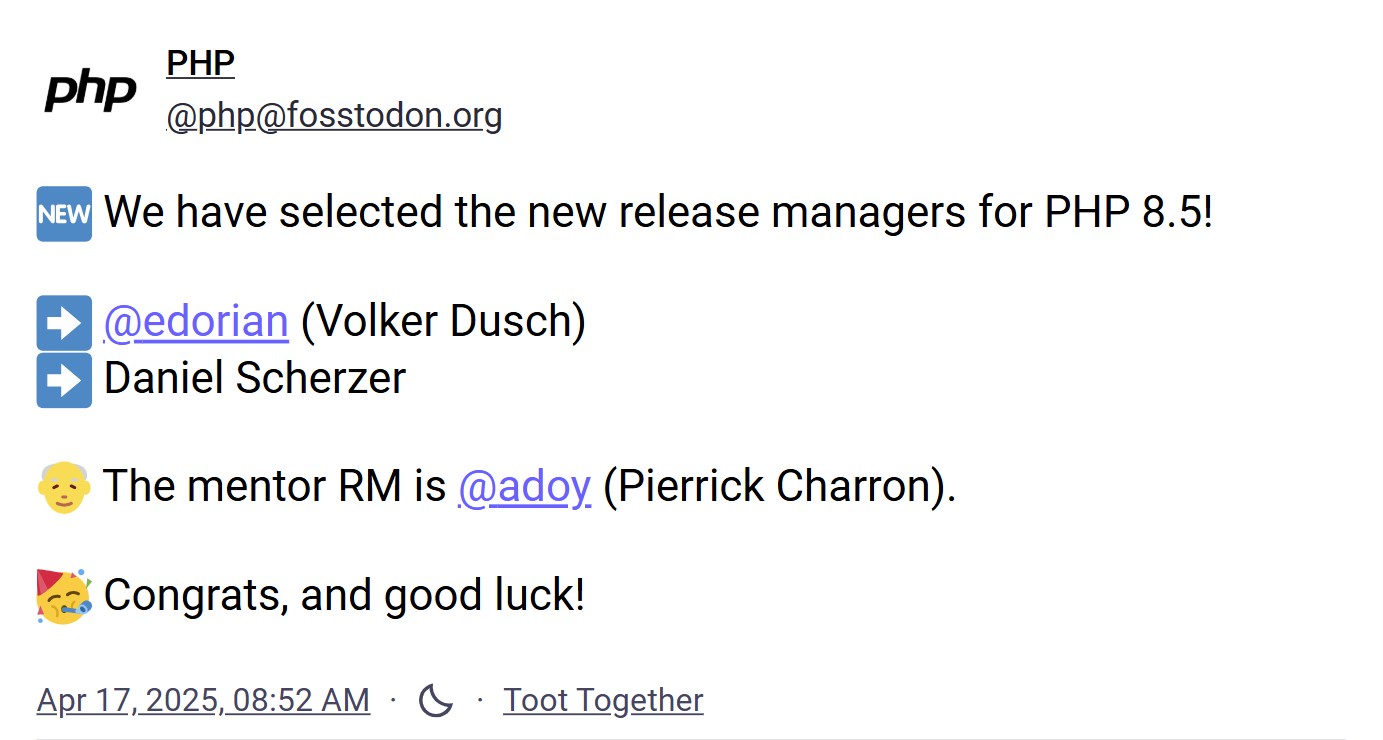 php
PHP
@php@fosstodon.org
🆕 We have selected the new release managers for PHP 8.5!
➡️ @edorian (Volker Dusch)
➡️ Daniel Scherzer
🧓 The mentor RM is @adoy (Pierrick Charron).
🥳 Congrats, and good luck!
Apr 17, 2025, 08:52 AM · · Toot Together